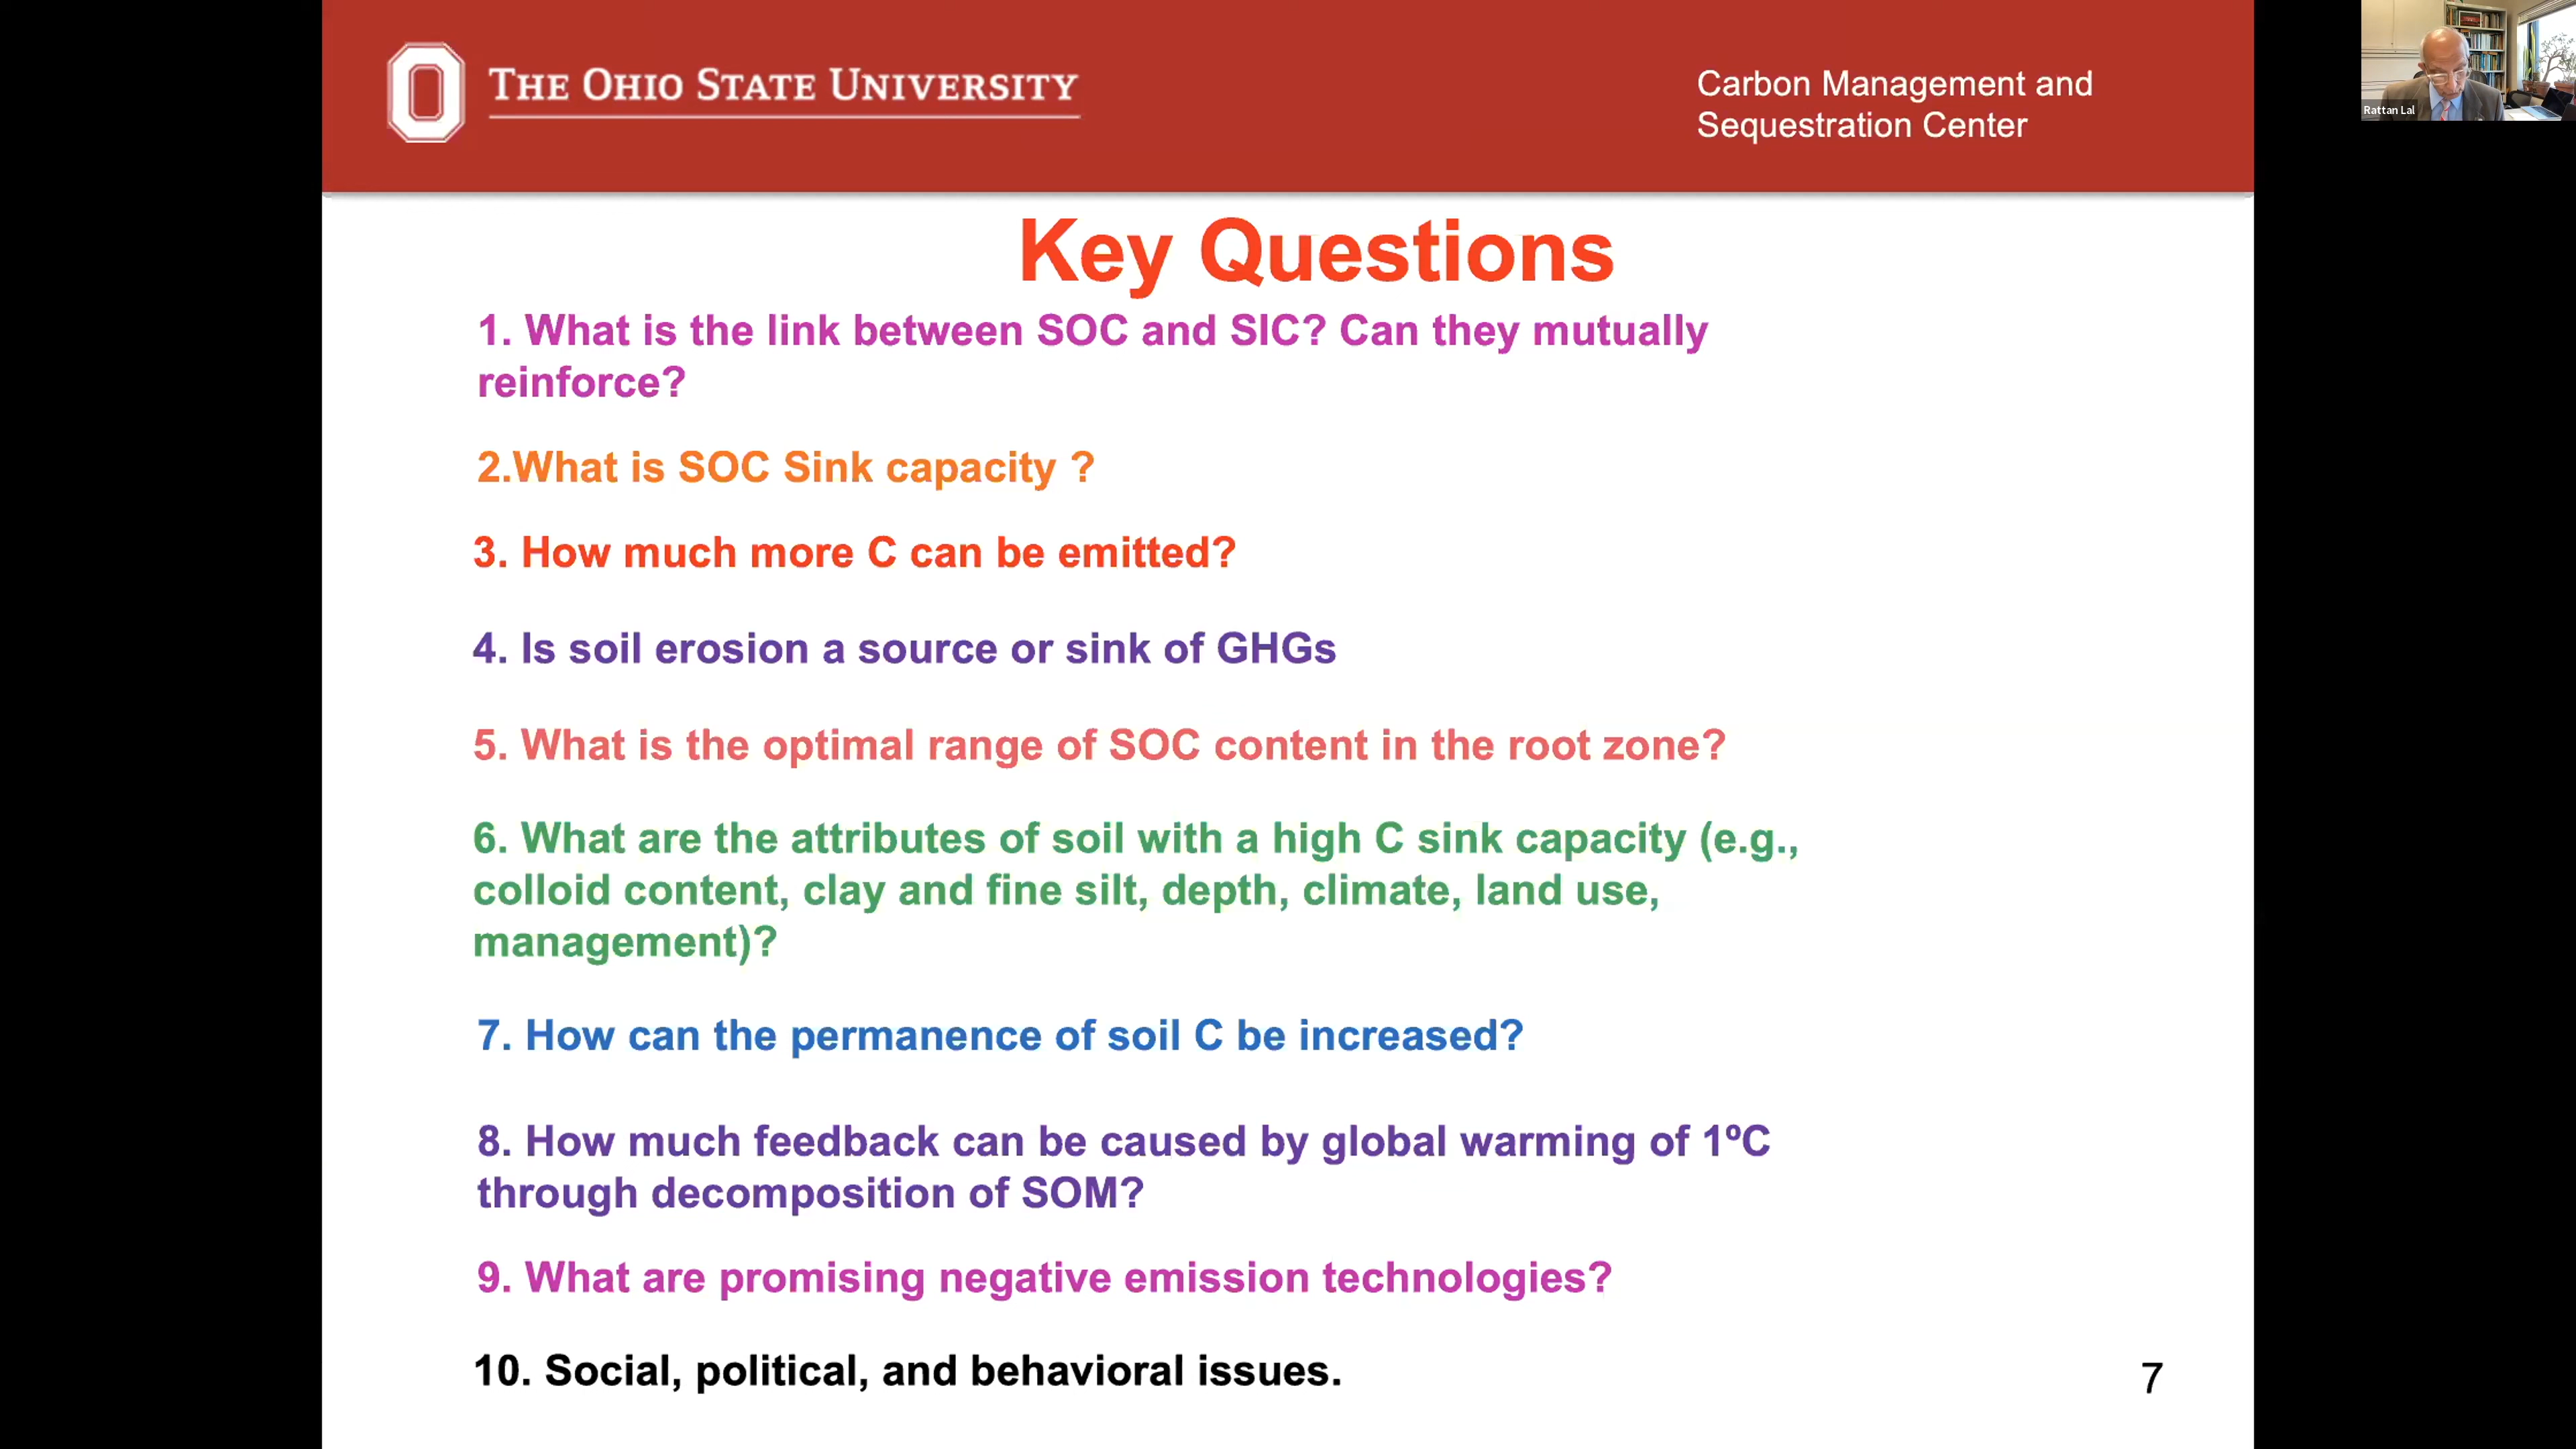 THE OHIO STATE UNIVERSITY
Carbon Management and
Sequestration Center
Rattan Lal
Key Questions
1. What is the link between SOC and SIC? Can they mutually
reinforce?
2.What is SOC Sink capacity ?
3. How much more C can be emitted?
4. Is soil erosion a source or sink of GHGs
5. What is the optimal range of SOC content in the root zone?
6. What are the attributes of soil with a high C sink capacity (e.g.,
colloid content, clay and fine silt, depth, climate, land use,
management)?
7. How can the permanence of soil C be increased?
8. How much feedback can be caused by global warming of 1ºC
through decomposition of SOM?
9. What are promising negative emission technologies?
10. Social, political, and behavioral issues.
7